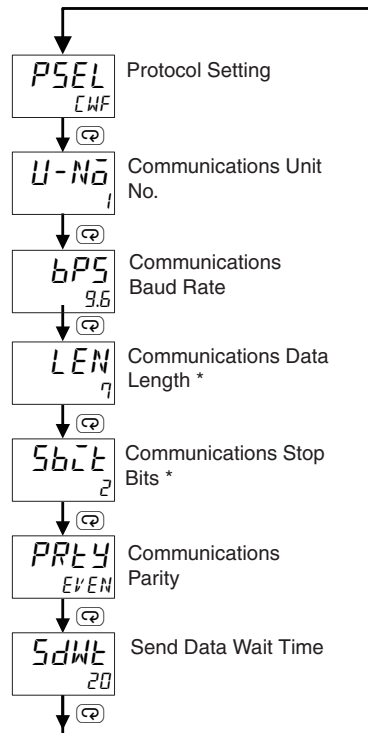 PSEL
CWF
Protocol Setting
U-No
1
Communications Unit
No.
bPS
9.6
Communications
Baud Rate
LEN
7
Communications Data
Length *
Sbit
2
Communications Stop
Bits *
PRtY
EVEN
Communications
Parity
SdWt
20
Send Data Wait Time